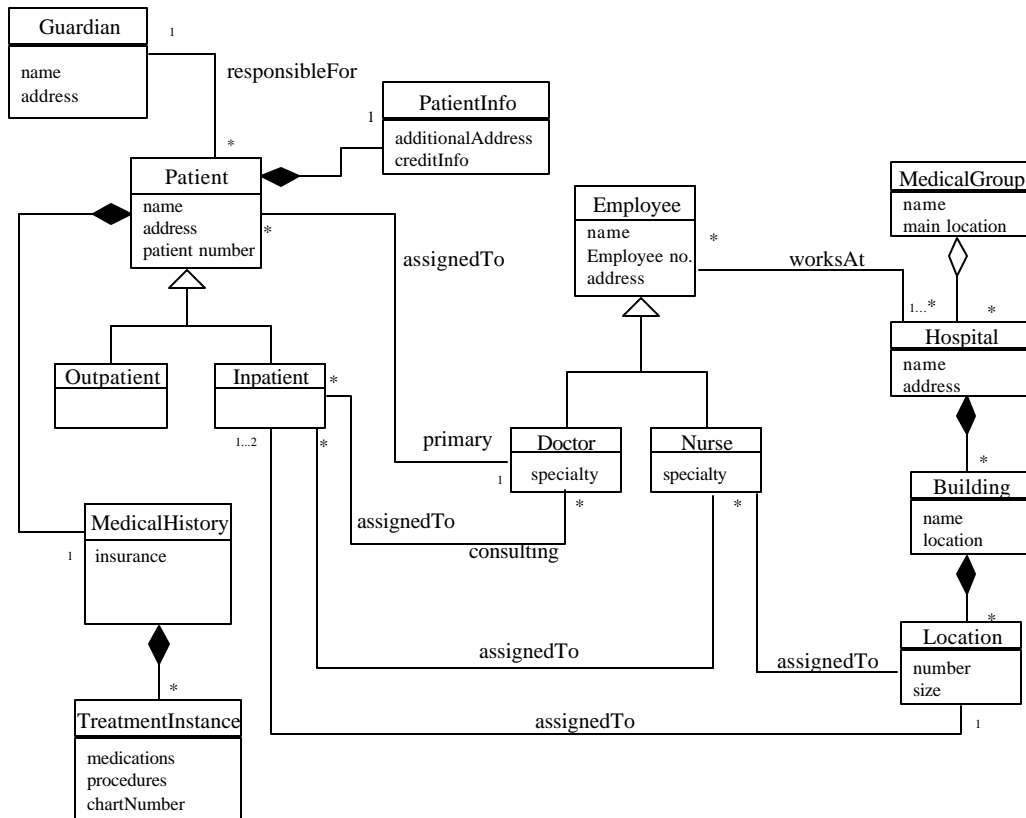 Guardian
name
address
1
responsibleFor
*
PatientInfo
additionalAddress
creditInfo
1
Patient
name
address
patient number
*
assignedTo
Employee
name
Employee no.
address
*
worksAt
1...*
MedicalGroup
name
main location
*
Hospital
name
address
Outpatient
Inpatient
*
1...2
*
primary
1
Doctor
specialty
*
Nurse
specialty
*
assignedTo
consulting
*
Building
name
location
MedicalHistory
insurance
1
*
Location
number
size
1
assignedTo
assignedTo
assignedTo
*
TreatmentInstance
medications
procedures
chartNumber